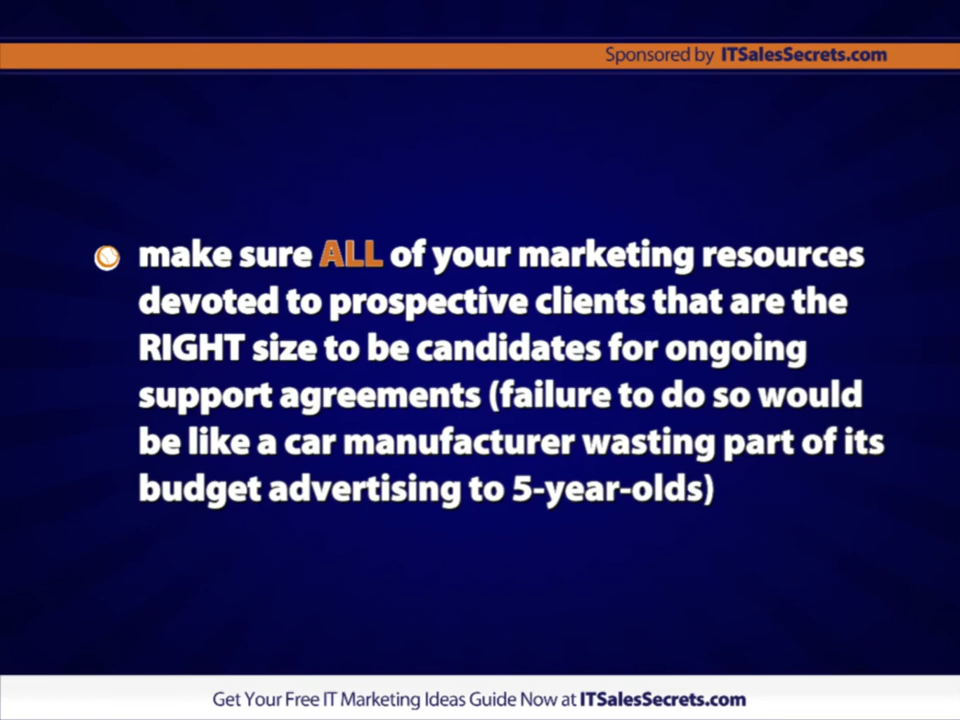 Sponsored by ITSalesSecrets.com
make sure ALL of your marketing resources
devoted to prospective clients that are the
RIGHT size to be candidates for ongoing
support agreements (failure to do so would
be like a car manufacturer wasting part of its
budget advertising to 5-year-olds)
Get Your Free IT Marketing Ideas Guide Now at ITSalesSecrets.com